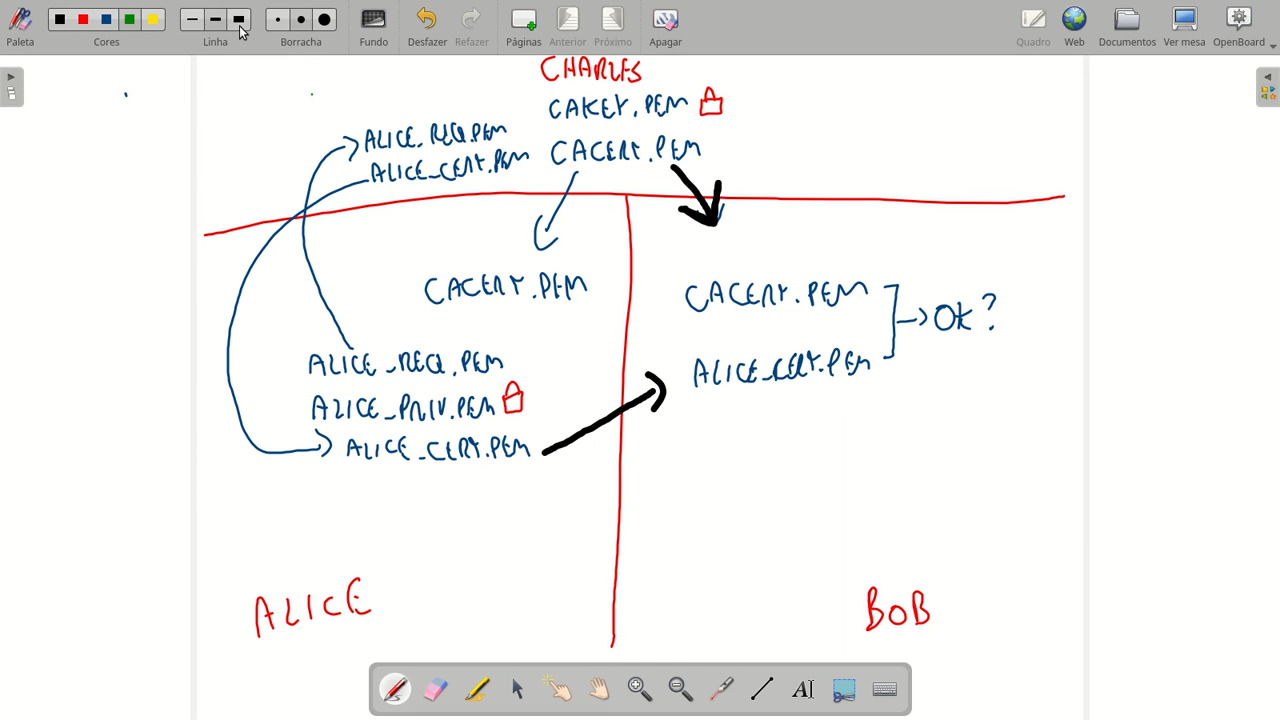 Paleta
Cores
Linha
Borracha
Fundo
Desfazer
Refazer
Páginas
Anterior
Próximo
Apagar
Quadro
Web
Documentos
Ver mesa
OpenBoard
CHARLES
CAKEY.PEM
ALICE_REQ.PEM
CACERT.PEM
ALICE_CERT.PEM
CACERT.PEM
CACERT.PEM
OK?
ALICE_REQ.PEM
ALICE_CERT.PEM
ALICE_PRIV.PEM
ALICE_CERT.PEM
ALICE
BOB
AI